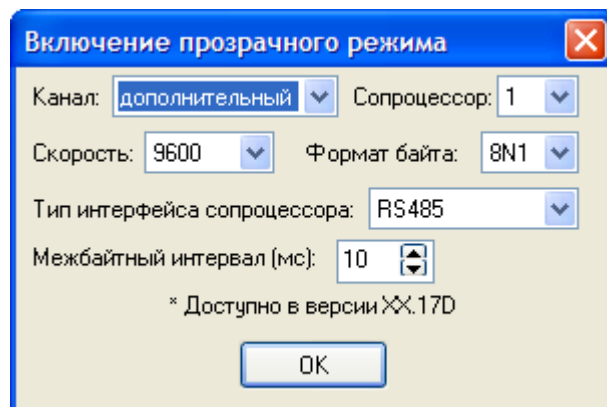 Включение прозрачного режима
Канал: дополнительный Сопроцессор: 1
Скорость: 9600 Формат байта: 8N1
Тип интерфейса сопроцессора: RS485
Межбайтный интервал (мс): 10
* Доступно в версии XX.17D
OK